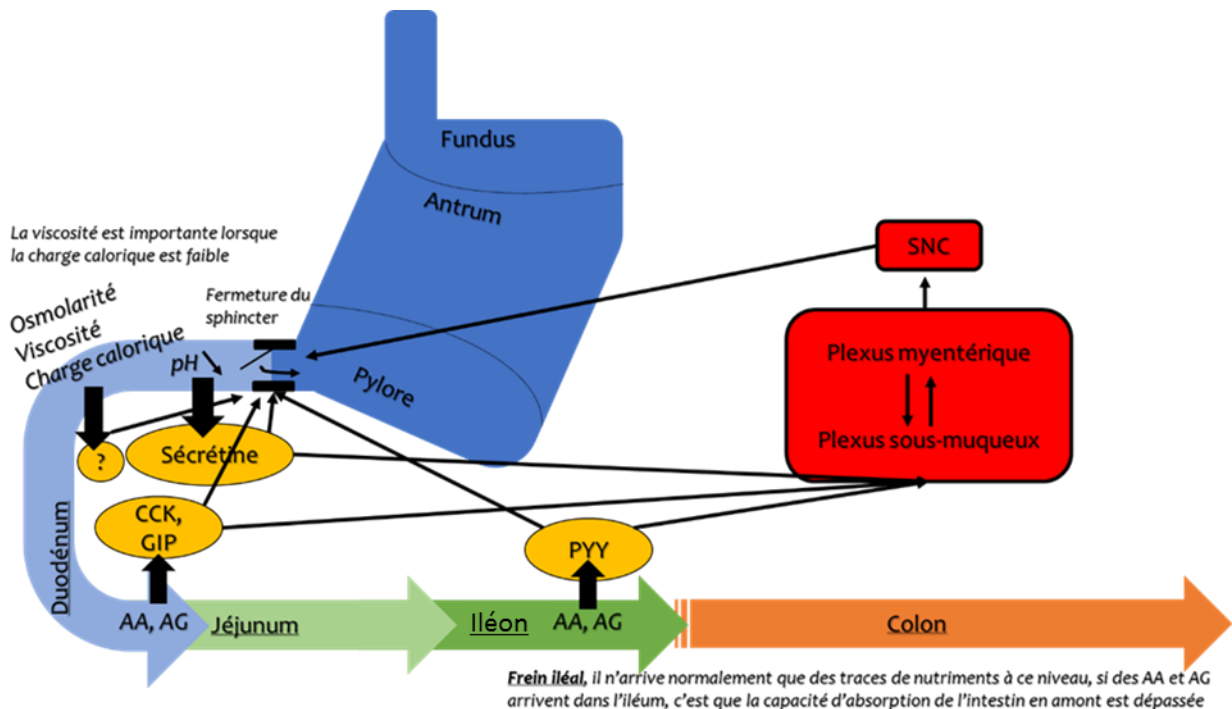 Fundus
Antrum
La viscosité est importante lorsque
la charge calorique est faible
SNC
Osmolarité
Viscosité
Charge calorique
Fermeture du
sphincter
pH
Pylore
Plexus myentérique
Plexus sous-muqueux
?
Sécrétine
CCK,
GIP
PYY
Duodénum
AA, AG
Jéjunum
Iléon
AA, AG
Colon
Frein iléal, il n’arrive normalement que des traces de nutriments à ce niveau, si des AA et AG
arrivent dans l’iléum, c’est que la capacité d’absorption de l’intestin en amont est dépassée